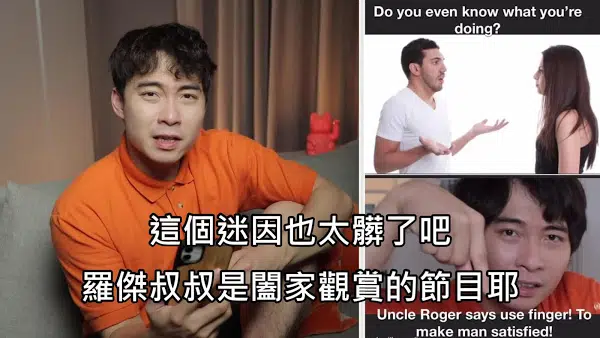 Do you even know what you're
doing?
這個迷因也太髒了吧
羅傑叔叔是闔家觀賞的節目耶
Uncle Roger says use finger! To
make man satisfied!